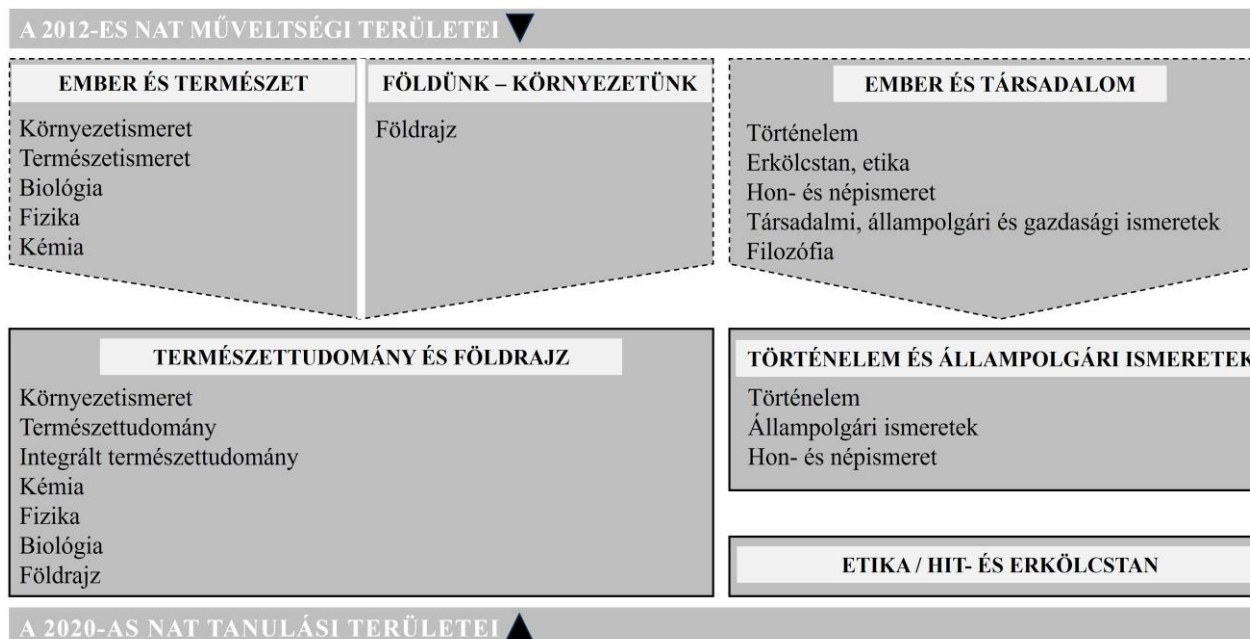 A 2012-ES NAT MŰVELTSÉGI TERÜLETEI
EMBER ÉS TERMÉSZET
Környezetismeret
Természetismeret
Biológia
Fizika
Kémia
FÖLDÜNK – KÖRNYEZETÜNK
Földrajz
EMBER ÉS TÁRSADALOM
Történelem
Erkölcstan, etika
Hon- és népismeret
Társadalmi, állampolgári és gazdasági ismeretek
Filozófia
TERMÉSZETTUDOMÁNY ÉS FÖLDRAJZ
Környezetismeret
Természettudomány
Integrált természettudomány
Kémia
Fizika
Biológia
Földrajz
TÖRTÉNELEM ÉS ÁLLAMPOLGÁRI ISMERETEK
Történelem
Állampolgári ismeretek
Hon- és népismeret
ETIKA / HIT- ÉS ERKÖLCSTAN
A 2020-AS NAT TANULÁSI TERÜLETEI